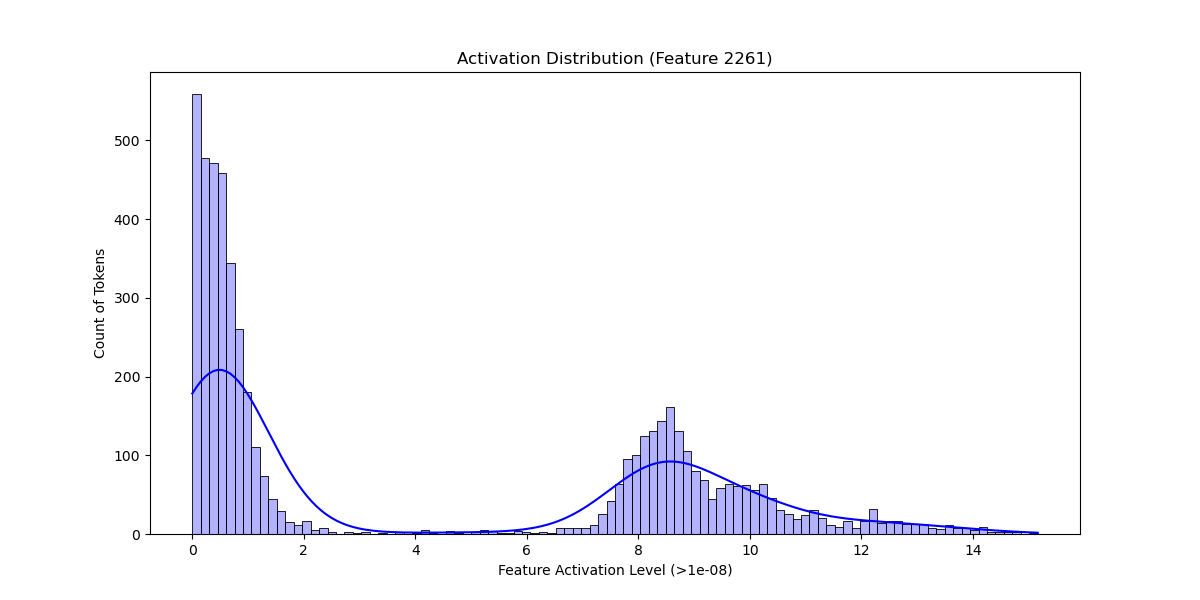 Activation Distribution (Feature 2261)
500
400
300
200
100
0
Count of Tokens
0 2 4 6 8 10 12 14
Feature Activation Level (>1e-08)